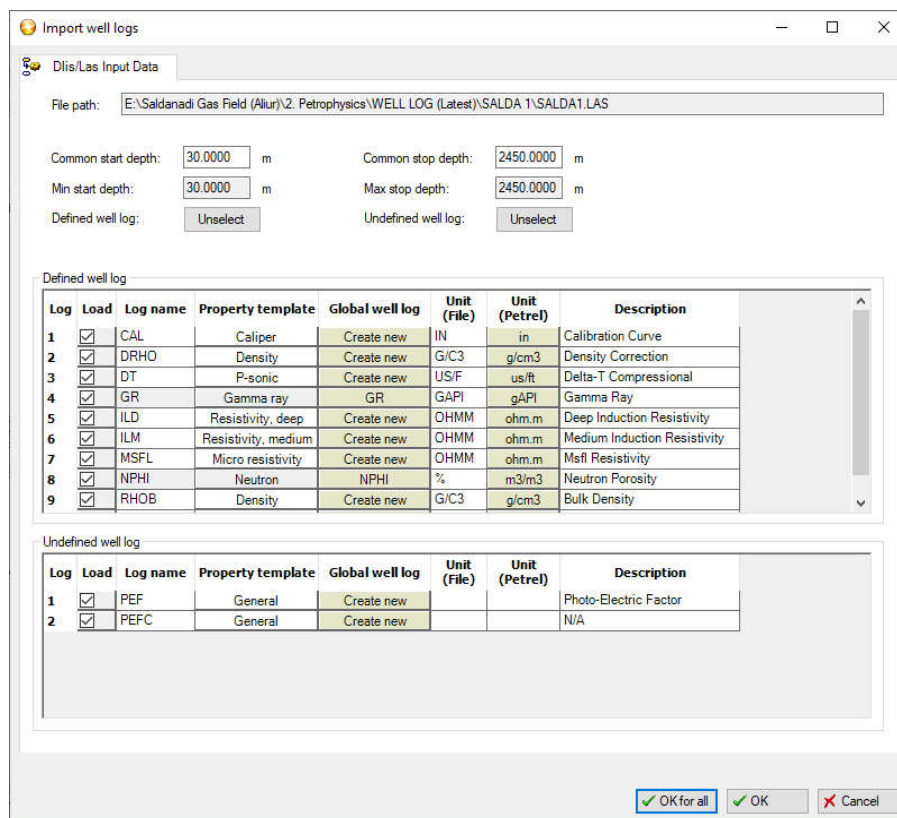 Import well logs
Dlis/Las Input Data
File path: E:\Saldanadi Gas Field (Aliur)\2. Petrophysics\WELL LOG (Latest)\SALDA 1\SALDA1.LAS
Common start depth: 30.0000 m Common stop depth: 2450.0000 m
Min start depth: 30.0000 m Max stop depth: 2450.0000 m
Defined well log: Unselect Undefined well log: Unselect
Defined well log
Log Load Log name Property template Global well log Unit (File) Unit (Petrel) Description
1 CAL Caliper Create new IN in Calibration Curve
2 DRHO Density Create new G/C3 g/cm3 Density Correction
3 DT P-sonic Create new US/F us/ft Delta-T Compressional
4 GR Gamma ray GR GAPI gAPI Gamma Ray
5 ILD Resistivity, deep Create new OHMM ohm.m Deep Induction Resistivity
6 ILM Resistivity, medium Create new OHMM ohm.m Medium Induction Resistivity
7 MSFL Micro resistivity Create new OHMM ohm.m Msfl Resistivity
8 NPHI Neutron NPHI % m3/m3 Neutron Porosity
9 RHOB Density Create new G/C3 g/cm3 Bulk Density
Undefined well log
Log Load Log name Property template Global well log Unit (File) Unit (Petrel) Description
1 PEF General Create new Photo-Electric Factor
2 PEFC General Create new N/A
OK for all OK Cancel